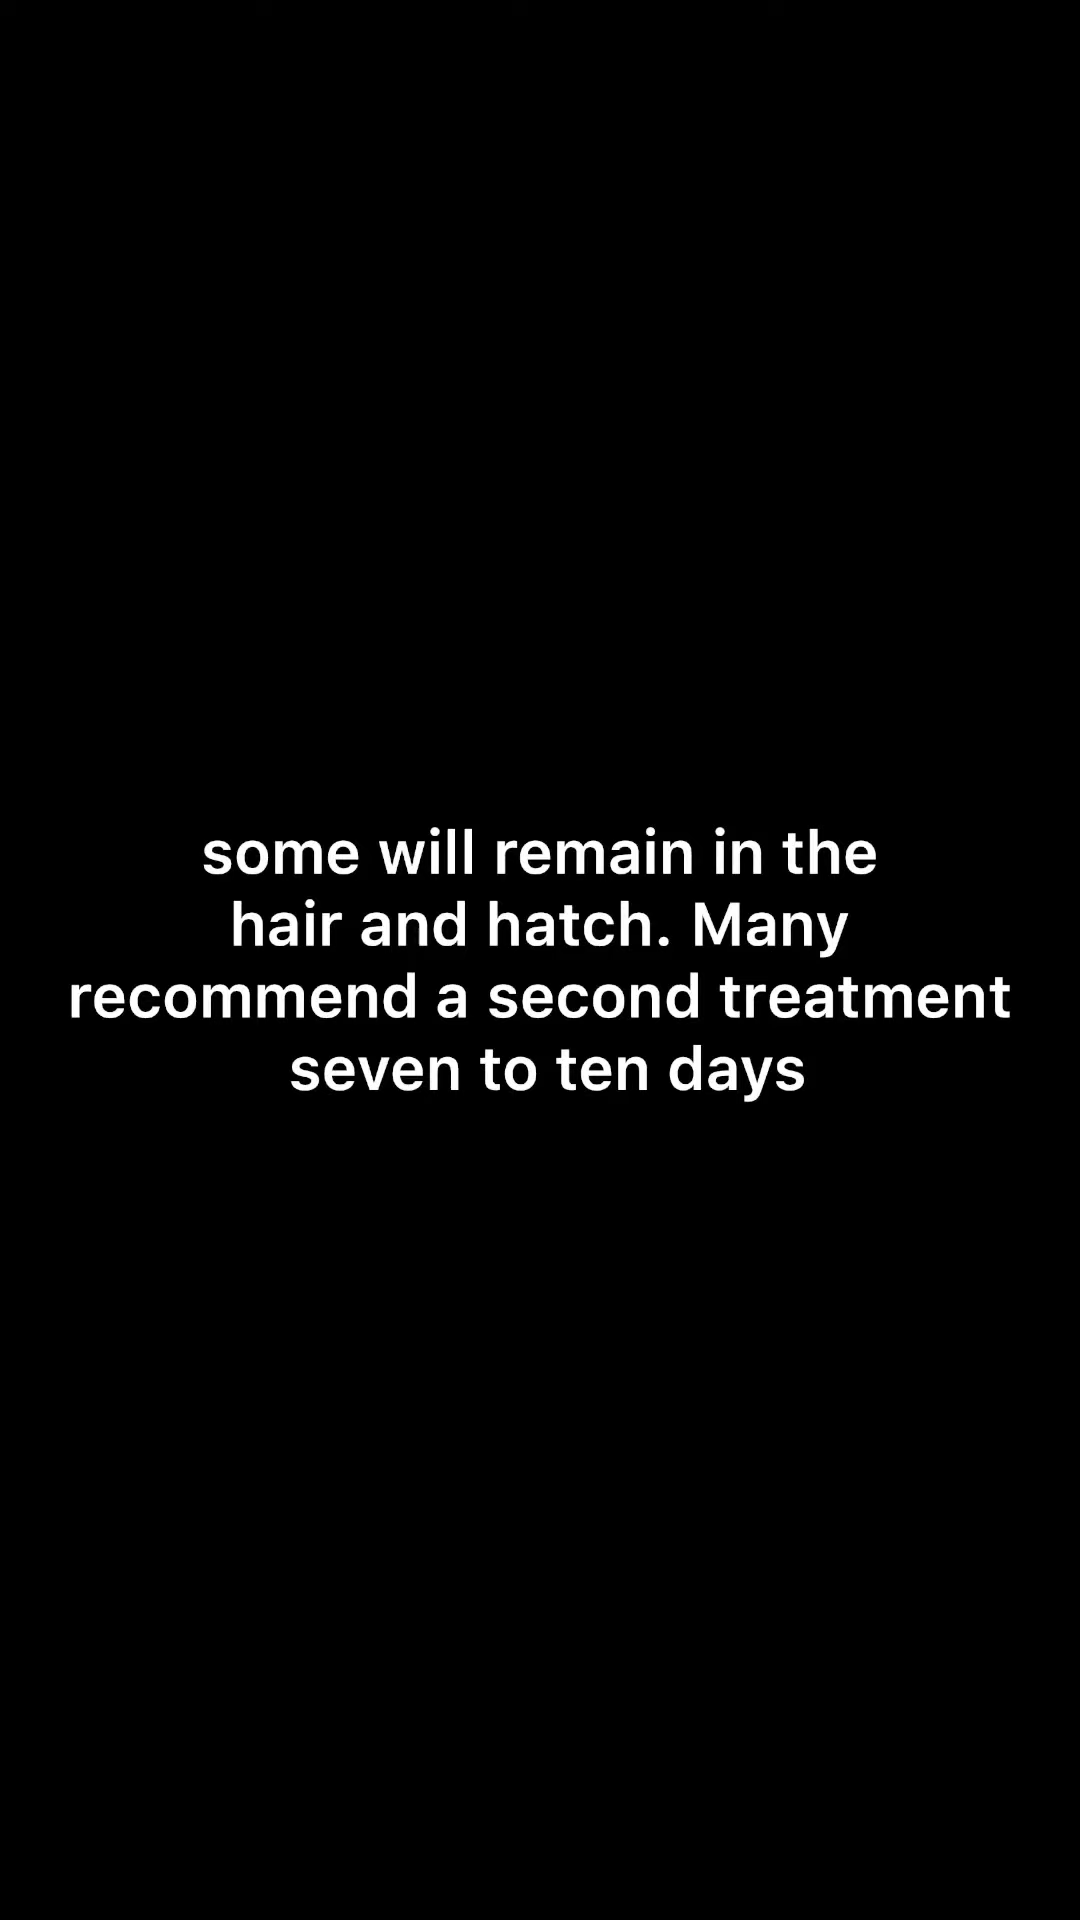 some will remain in the
hair and hatch. Many
recommend a second treatment
seven to ten days